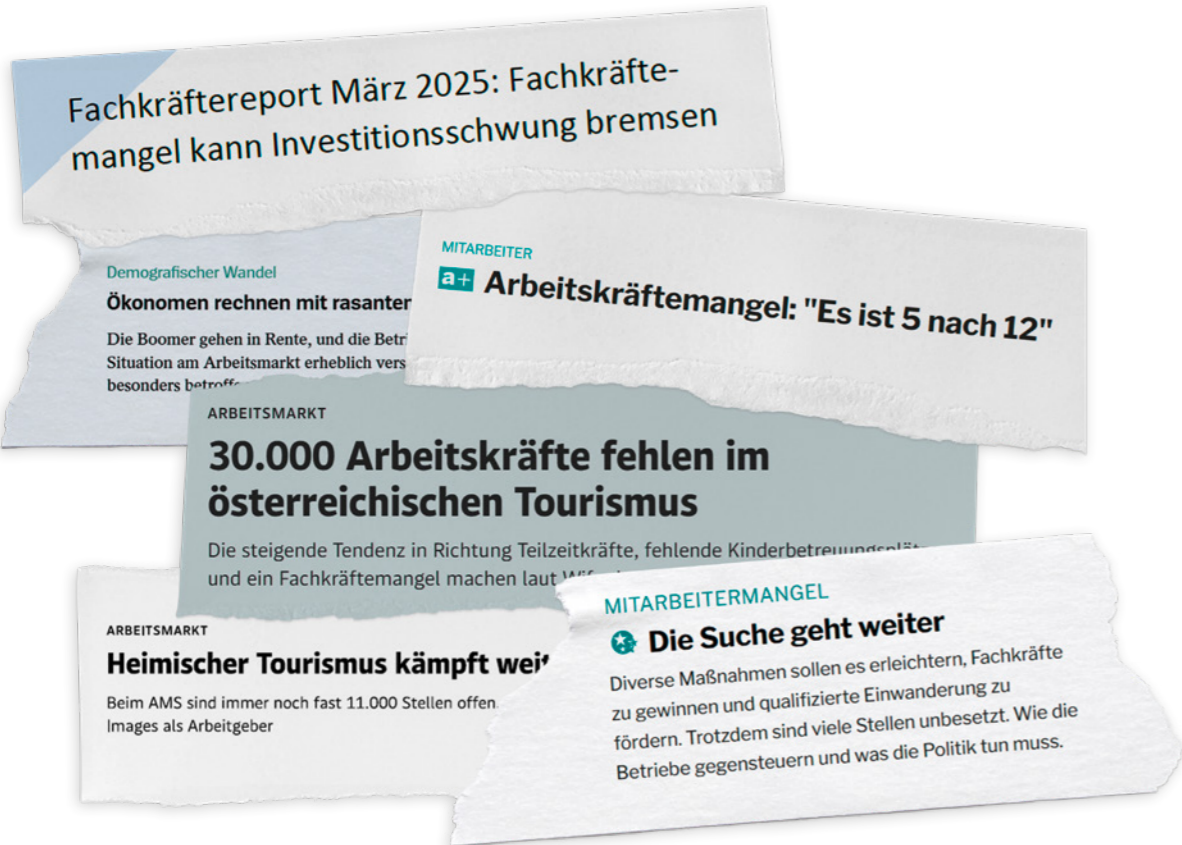 Fachkräftereport März 2025: Fachkräfte-
mangel kann Investitionsschwung bremsen
Demografischer Wandel
Ökonomen rechnen mit
Die Boomer gehen in Rente, und die
Situation am Arbeitsmarkt erheblich
besonders
MITARBEITER
a+ Arbeitskräftemangel: "Es ist 5 nach 12"
ARBEITSMARKT
30.000 Arbeitskräfte fehlen im
österreichischen Tourismus
Die steigende Tendenz in Richtung Teilzeitkräfte, fehlende
und ein Fachkräftemangel machen laut
ARBEITSMARKT
Heimischer Tourismus kämpft
Beim AMS sind immer noch fast 11.000 Stellen offen.
Images als Arbeitgeber
MITARBEITERMANGEL
Die Suche geht weiter
Diverse Maßnahmen sollen es erleichtern, Fachkräfte
zu gewinnen und qualifizierte Einwanderung zu
fördern. Trotzdem sind viele Stellen unbesetzt. Wie die
Betriebe gegensteuern und was die Politik tun muss.